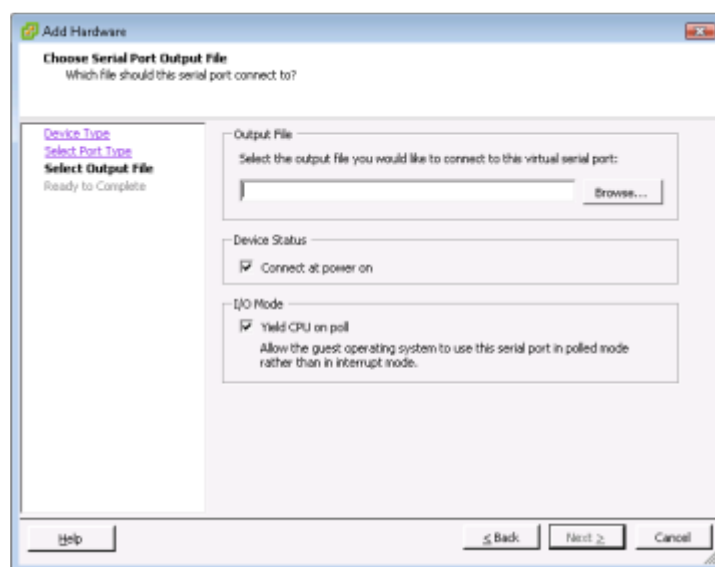 Add Hardware
Choose Serial Port Output File
Which file should this serial port connect to?
Device Type
Select Port Type
Select Output File
Ready to Complete
Output File
Select the output file you would like to connect to this virtual serial port:
Browse...
Device Status
Connect at power on
I/O Mode
Yield CPU on poll
Allow the guest operating system to use this serial port in polled mode
rather than in interrupt mode.
Help
< Back
Next >
Cancel